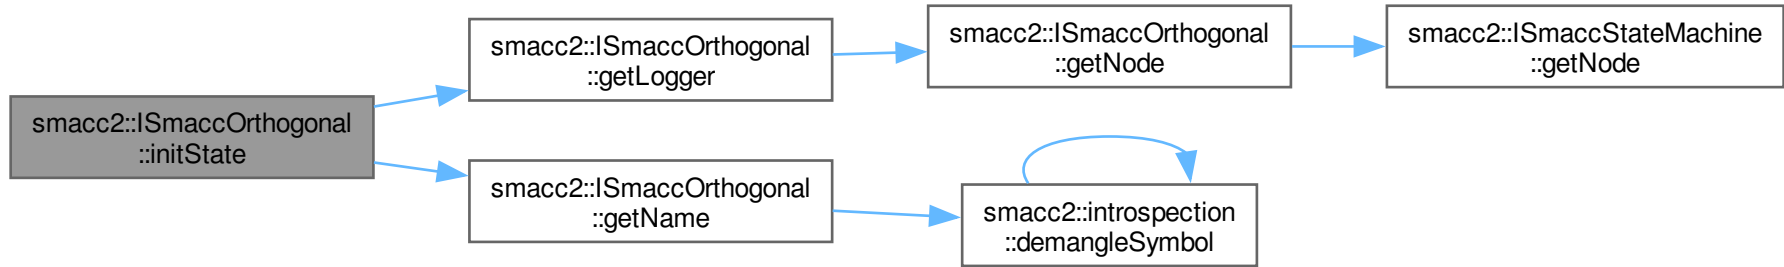 smacc2::ISmaccOrthogonal
::initState
smacc2::ISmaccOrthogonal
::getLogger
smacc2::ISmaccOrthogonal
::getNode
smacc2::ISmaccStateMachine
::getNode
smacc2::ISmaccOrthogonal
::getName
smacc2::introspection
::demangleSymbol